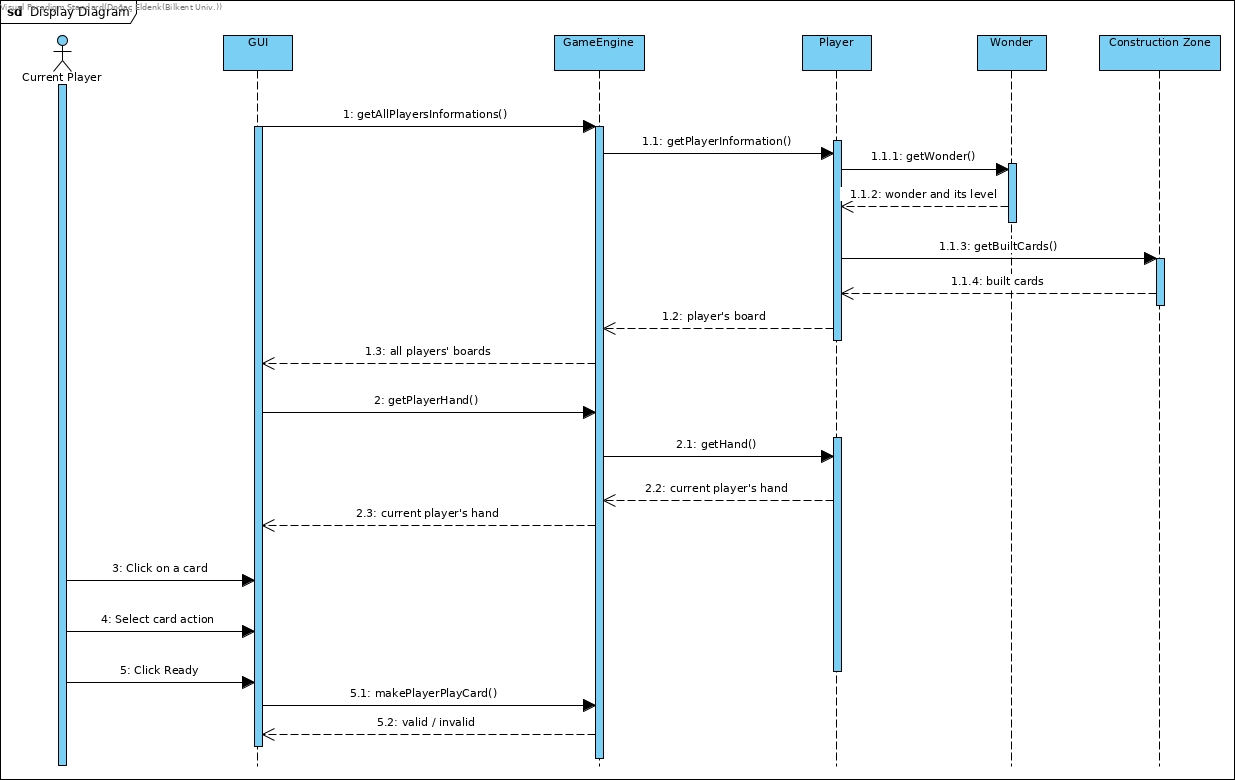 Visual Paradigm Standard(Doğaç Eldenk(Bilkent Univ.))
sd Display Diagram
Current Player
GUI
GameEngine
Player
Wonder
Construction Zone
1: getAllPlayersInformations()
1.1: getPlayerInformation()
1.1.1: getWonder()
1.1.2: wonder and its level
1.1.3: getBuiltCards()
1.1.4: built cards
1.2: player's board
1.3: all players' boards
2: getPlayerHand()
2.1: getHand()
2.2: current player's hand
2.3: current player's hand
3: Click on a card
4: Select card action
5: Click Ready
5.1: makePlayerPlayCard()
5.2: valid / invalid